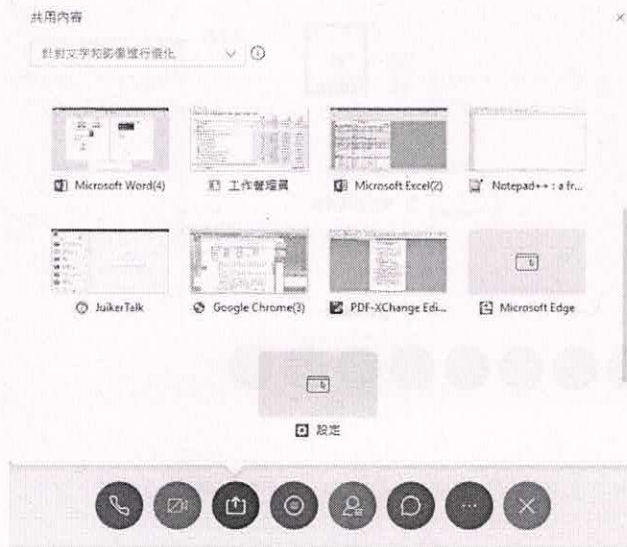 共用內容
針對文字和影像進行優化
Microsoft Word(4)
工作管理員
Microsoft Excel(2)
Notepad++ : a fr...
JuikerTalk
Google Chrome(3)
PDF-XChange Edi...
Microsoft Edge
設定